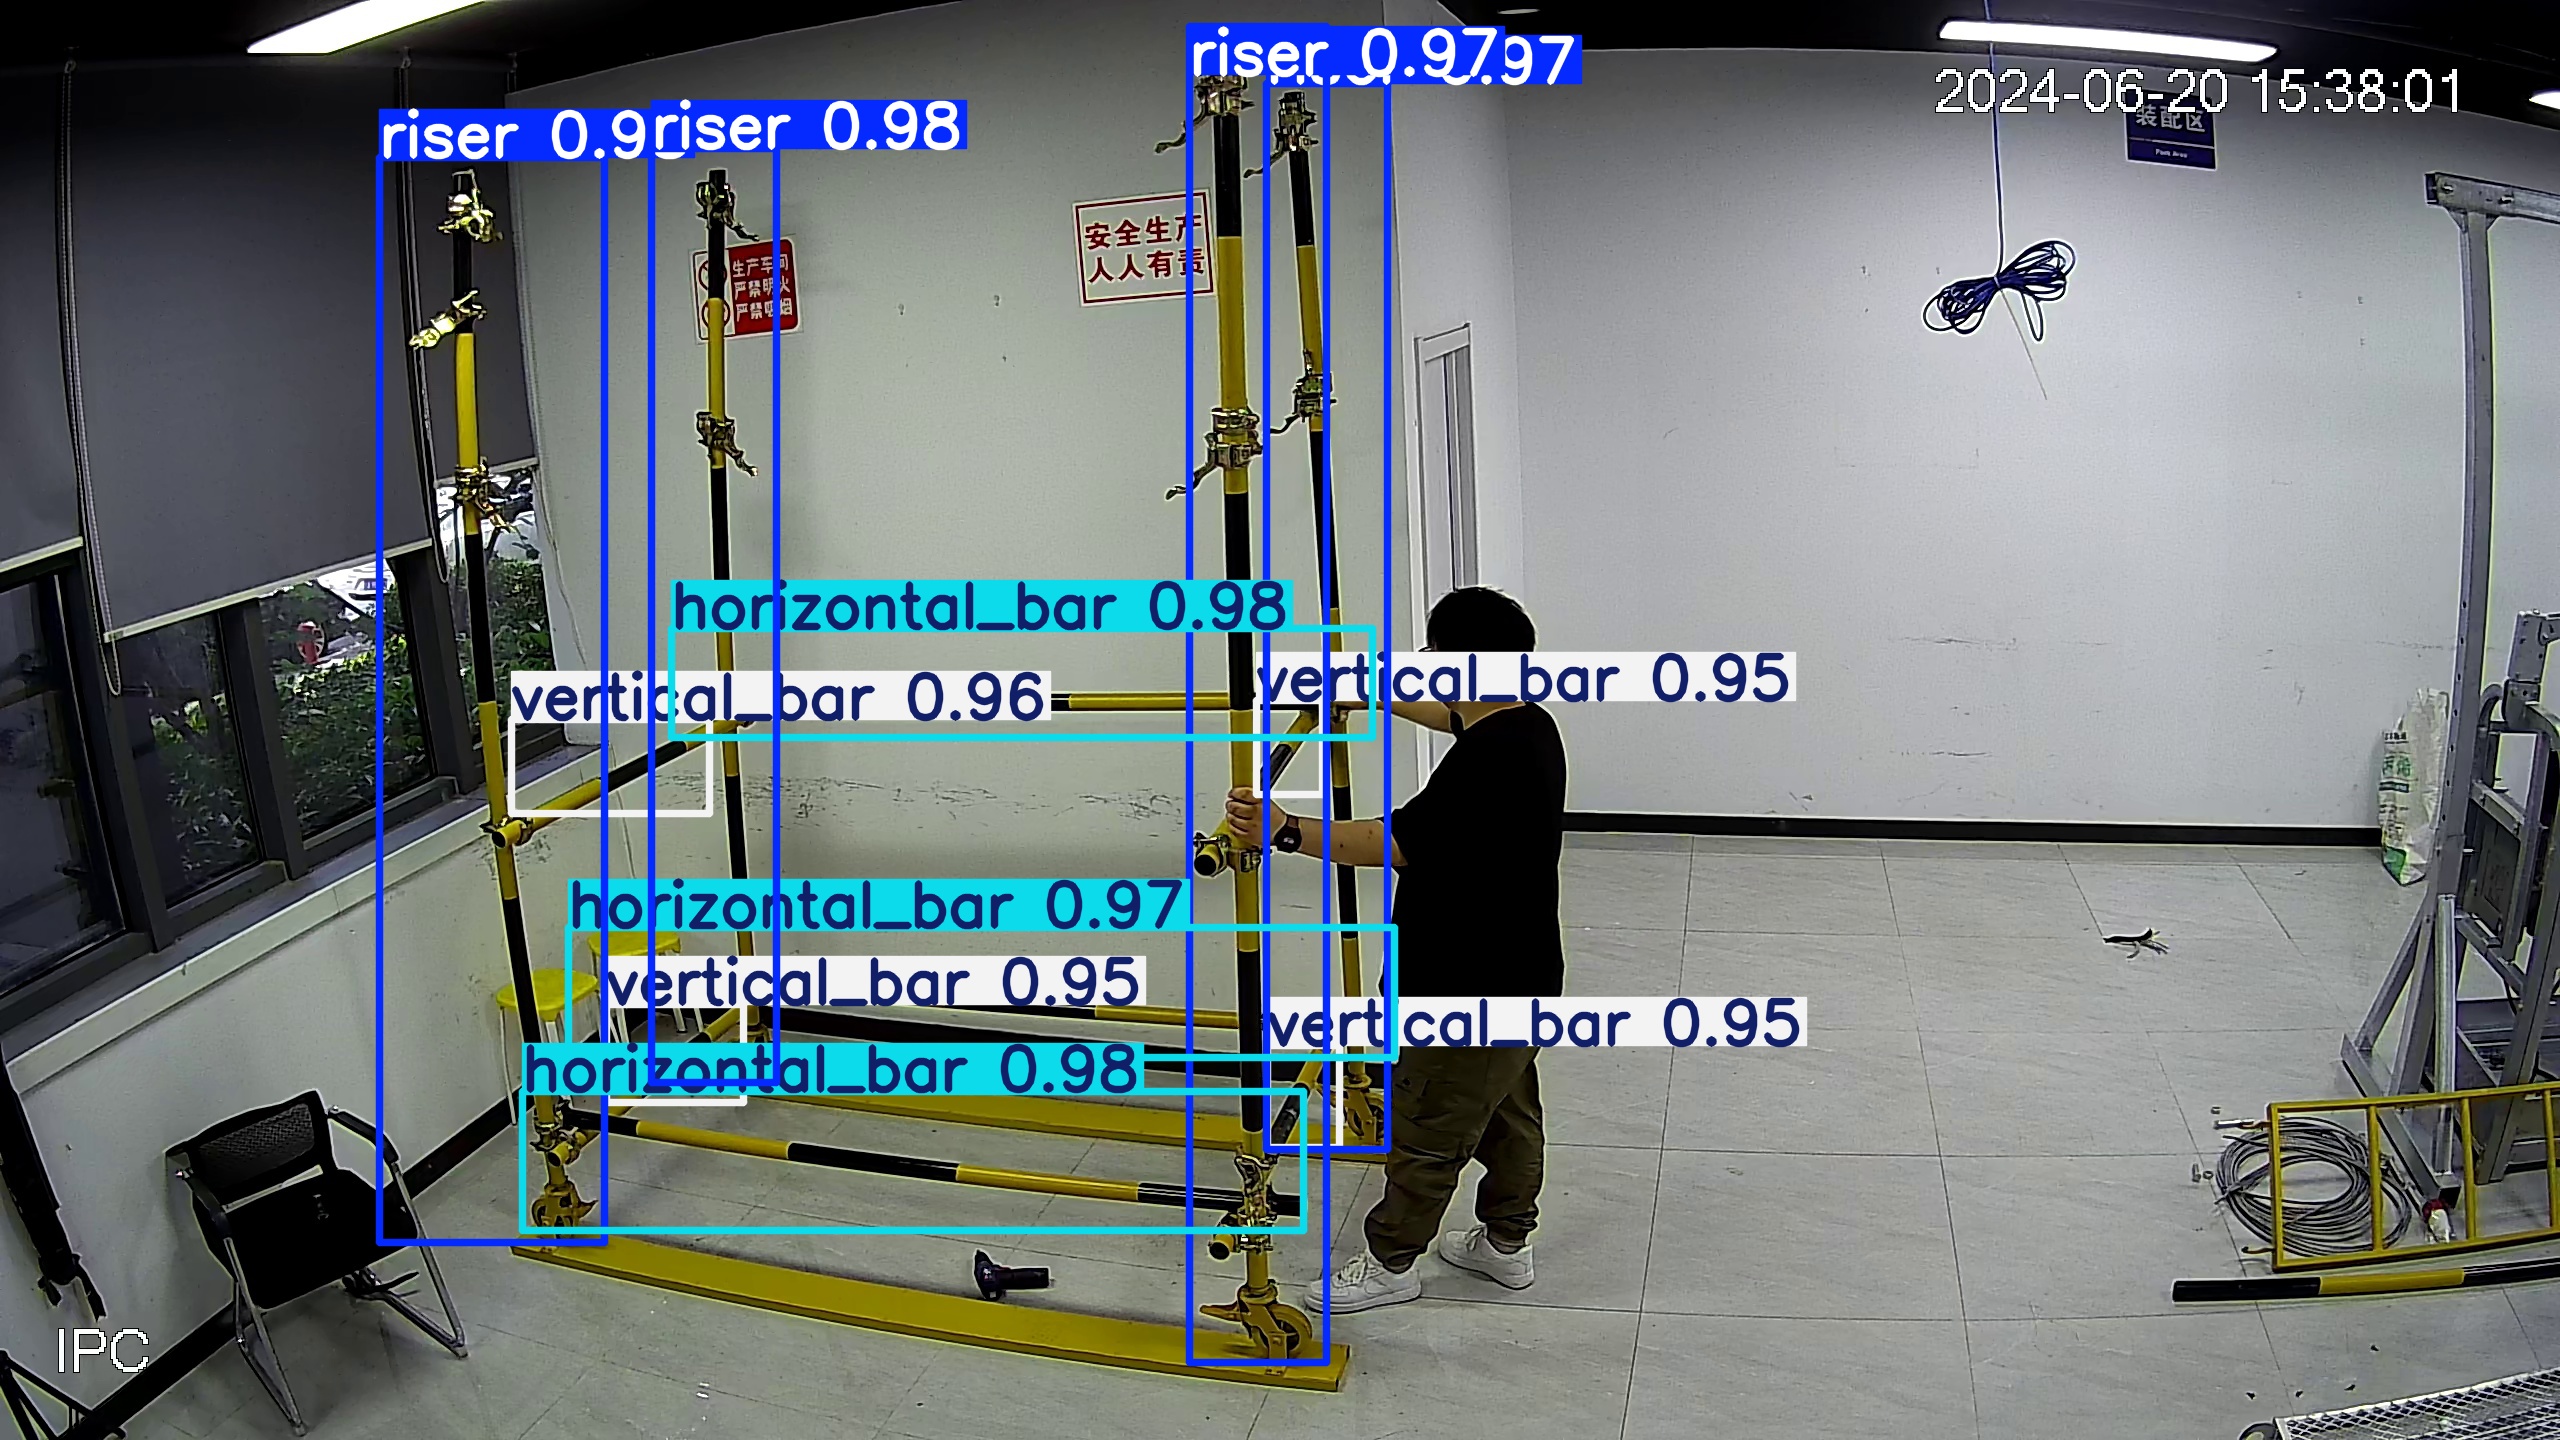 riser 0.97
0.97
2024-06-20 15:38:01
riser 0.9
riser 0.98
装配区
安全生产
人人有责
生产车间
严禁明火
严禁吸烟
horizontal_bar 0.98
vertical_bar 0.96
vertical_bar 0.95
horizontal_bar 0.97
vertical_bar 0.95
vertical_bar 0.95
horizontal_bar 0.98
IPC